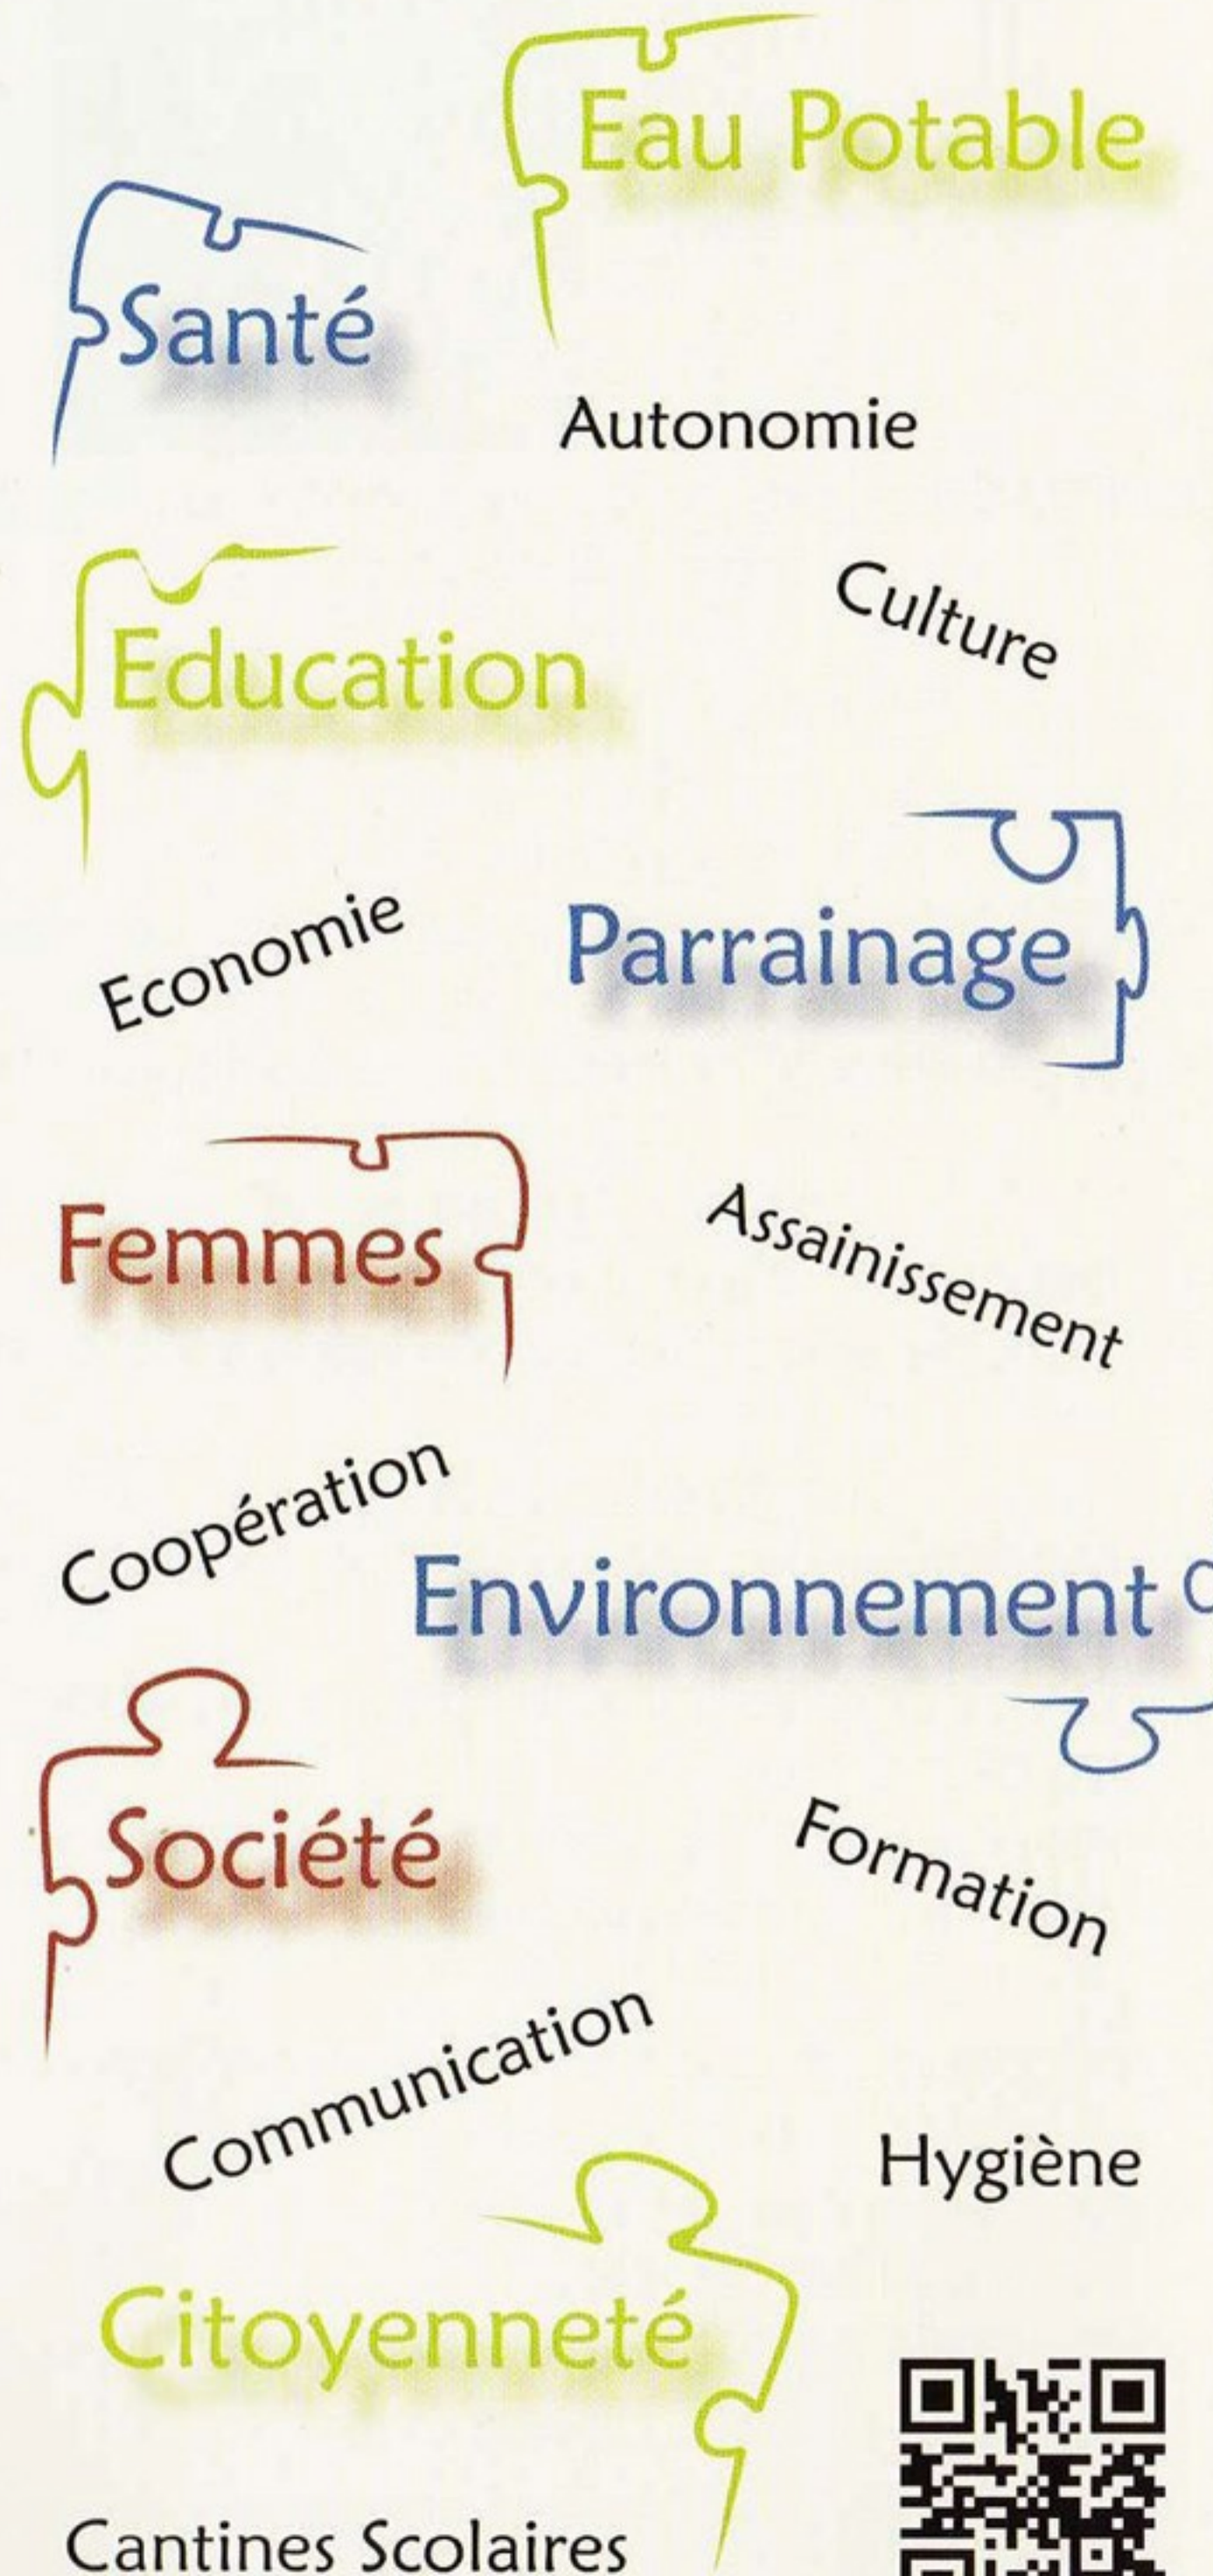 Eau Potable
Santé
Autonomie
Culture
Education
Economie
Parrainage
Femmes
Assainissement
Coopération
Environnement
Société
Formation
Communication
Hygiène
Citoyenneté
Cantines Scolaires